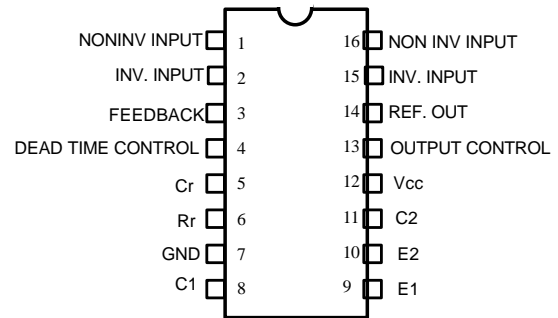 NONINV INPUT 1 16 NON INV INPUT
INV. INPUT 2 15 INV. INPUT
FEEDBACK 3 14 REF. OUT
DEAD TIME CONTROL 4 13 OUTPUT CONTROL
Cr 5 12 Vcc
Rr 6 11 C2
GND 7 10 E2
C1 8 9 E1